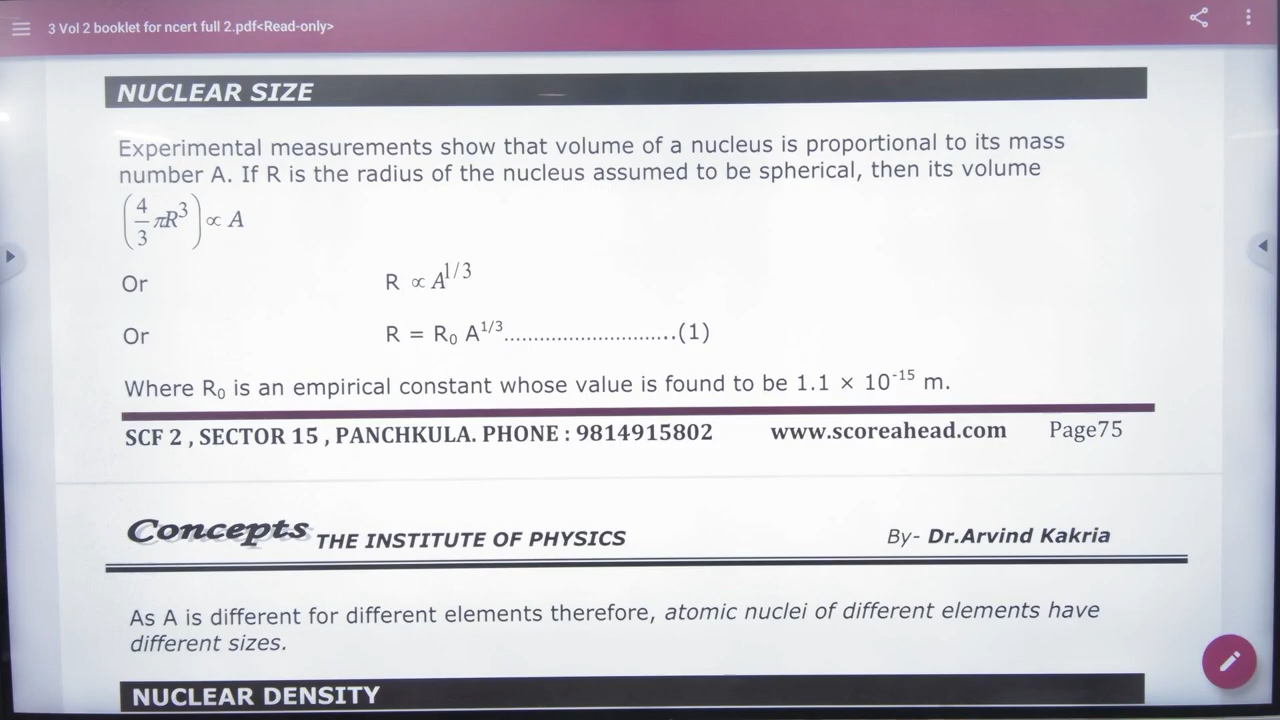 3 Vol 2 booklet for ncert full 2.pdf<Read-only>
NUCLEAR SIZE
Experimental measurements show that volume of a nucleus is proportional to its mass
number A. If R is the radius of the nucleus assumed to be spherical, then its volume
(4/3 πR³) ∝ A
Or R ∝ A^1/3
Or R = R₀ A^1/3.............................(1)
Where R₀ is an empirical constant whose value is found to be 1.1 × 10⁻¹⁵ m.
SCF 2 , SECTOR 15 , PANCHKULA. PHONE : 9814915802 www.scoreahead.com Page75
Concepts THE INSTITUTE OF PHYSICS By- Dr.Arvind Kakria
As A is different for different elements therefore, atomic nuclei of different elements have
different sizes.
NUCLEAR DENSITY